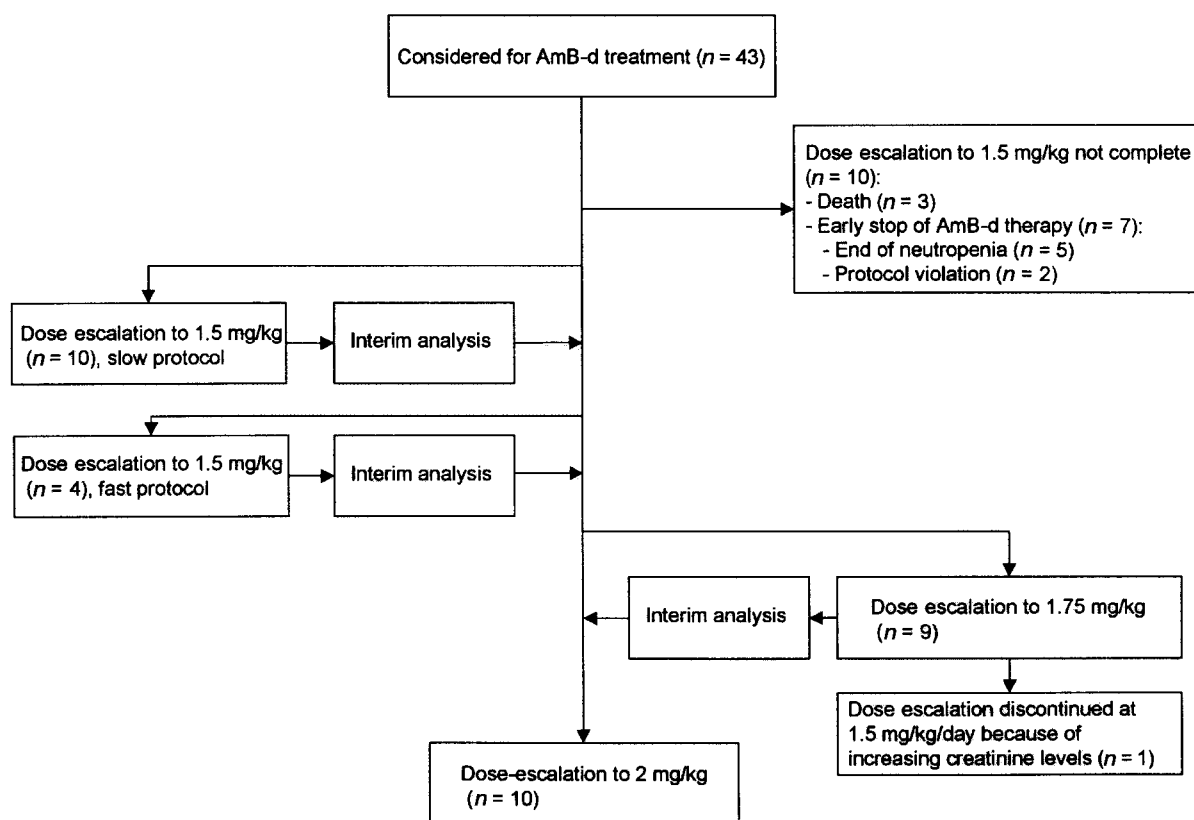 Considered for AmB-d treatment (n = 43)
Dose escalation to 1.5 mg/kg not complete
(n = 10):
- Death (n = 3)
- Early stop of AmB-d therapy (n = 7):
- End of neutropenia (n = 5)
- Protocol violation (n = 2)
Dose escalation to 1.5 mg/kg
(n = 10), slow protocol
Interim analysis
Dose escalation to 1.5 mg/kg
(n = 4), fast protocol
Interim analysis
Interim analysis
Dose escalation to 1.75 mg/kg
(n = 9)
Dose escalation discontinued at
1.5 mg/kg/day because of
increasing creatinine levels (n = 1)
Dose-escalation to 2 mg/kg
(n = 10)